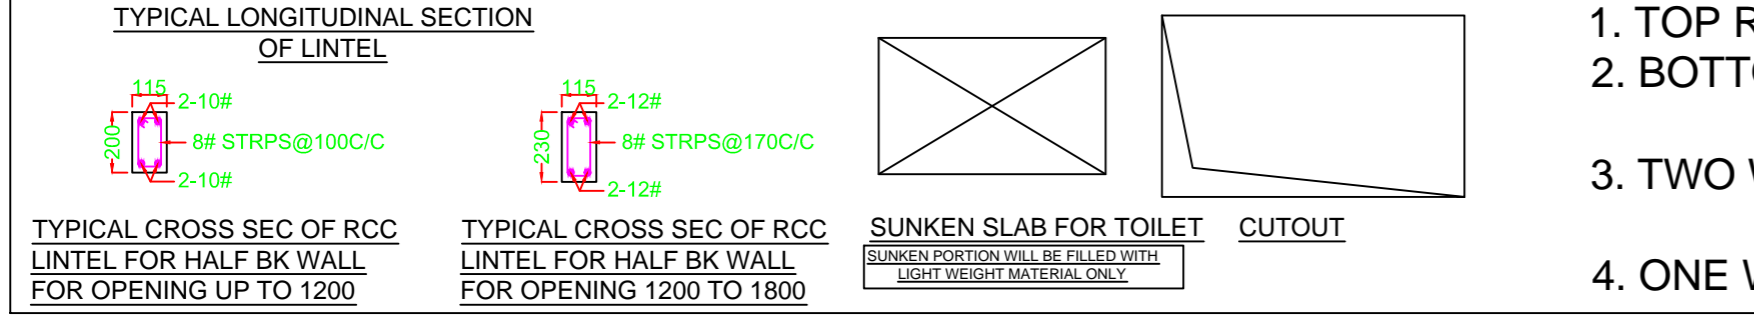 TYPICAL LONGITUDINAL SECTION
OF LINTEL
115
2-10#
200
8# STRPS@100C/C
2-10#
TYPICAL CROSS SEC OF RCC
LINTEL FOR HALF BK WALL
FOR OPENING UP TO 1200
115
2-12#
230
8# STRPS@170C/C
2-12#
TYPICAL CROSS SEC OF RCC
LINTEL FOR HALF BK WALL
FOR OPENING 1200 TO 1800
SUNKEN SLAB FOR TOILET
SUNKEN PORTION WILL BE FILLED WITH
LIGHT WEIGHT MATERIAL ONLY
CUTOUT
1. TOP
2.
3. TWO
4. ONE